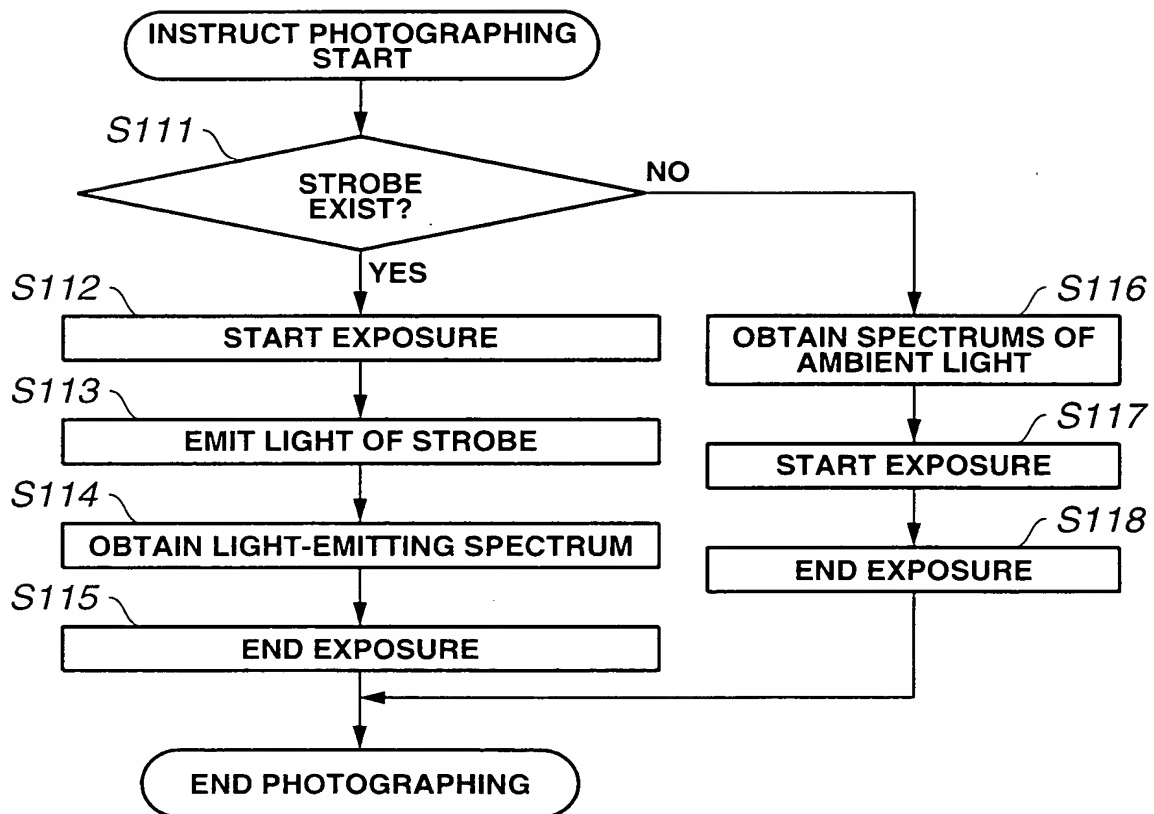 INSTRUCT PHOTOGRAPHING
START
S111
STROBE
EXIST?
NO
YES
S112
START EXPOSURE
S113
EMIT LIGHT OF STROBE
S114
OBTAIN LIGHT-EMITTING SPECTRUM
S115
END EXPOSURE
S116
OBTAIN SPECTRUMS OF
AMBIENT LIGHT
S117
START EXPOSURE
S118
END EXPOSURE
END PHOTOGRAPHING